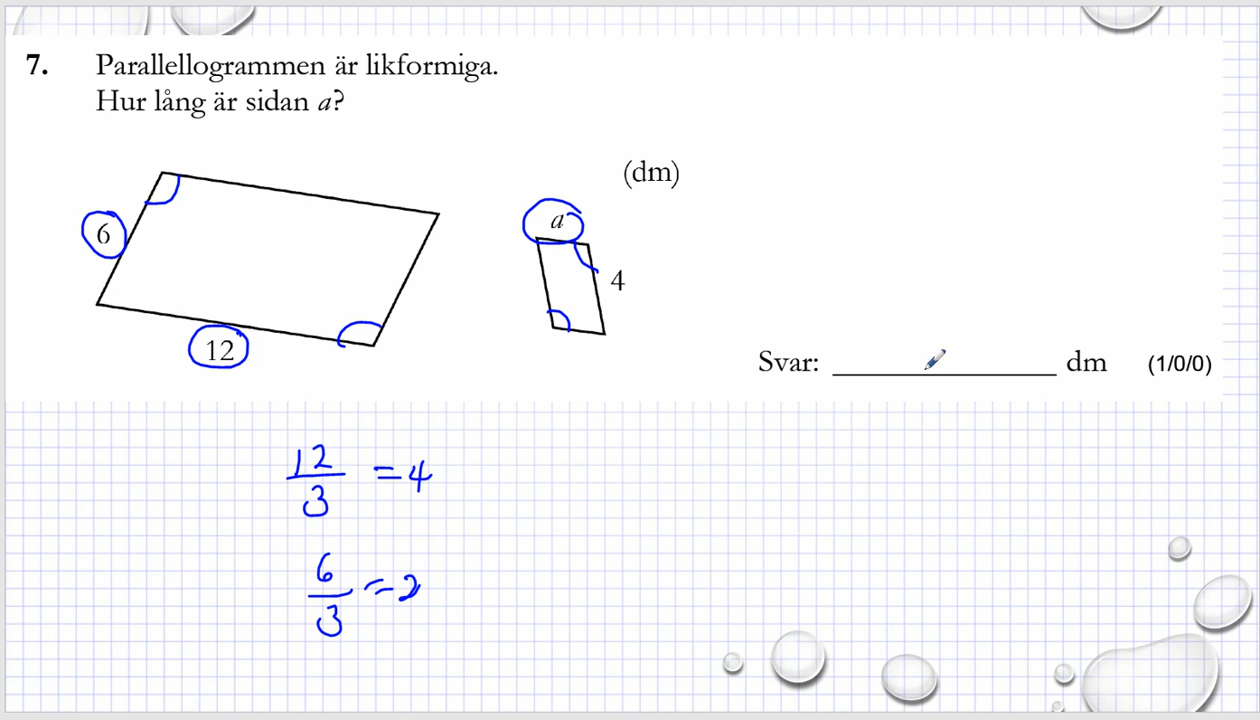 7. Parallellogrammen är likformiga.
Hur lång är sidan a?
(dm)
6
12
a
4
Svar: ____________ dm (1/0/0)
12/3 = 4
6/3 = 2